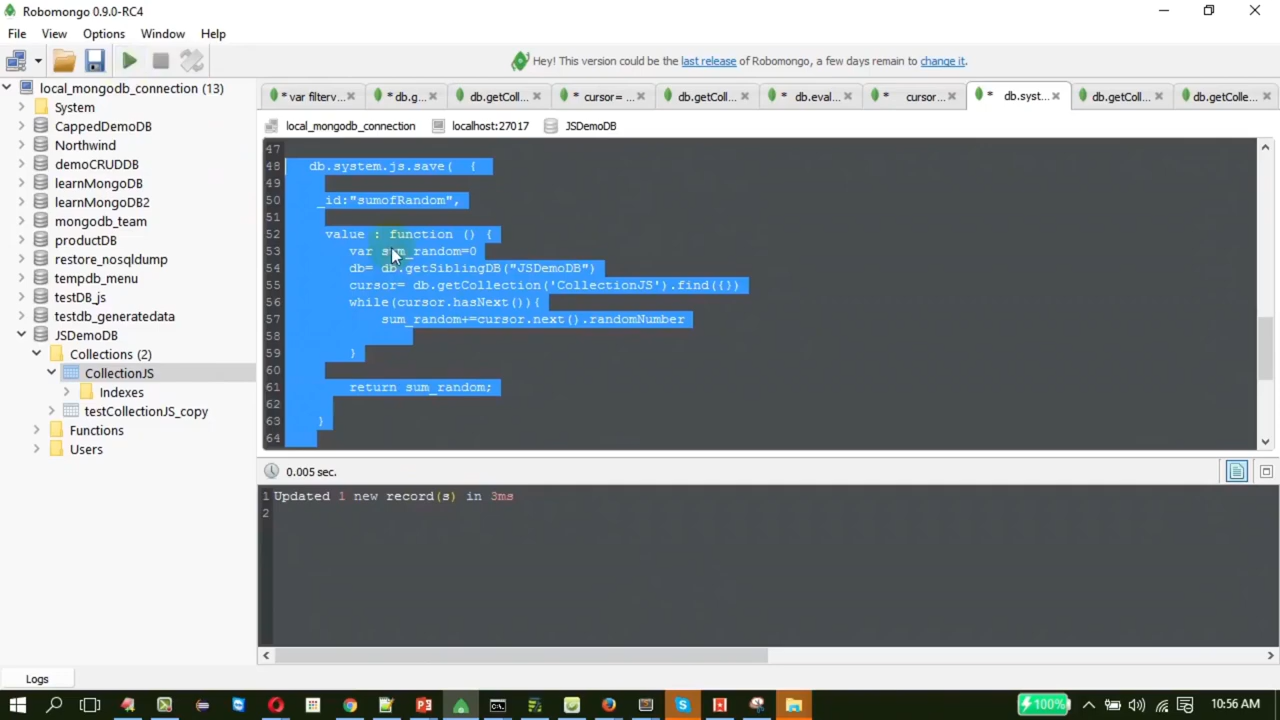 Robomongo 0.9.0-RC4
File View Options Window Help
Hey! This version could be the last release of Robomongo, a few days remain to change it.
local_mongodb_connection (13)
System
CappedDemoDB
Northwind
demoCRUDDB
learnMongoDB
learnMongoDB2
mongodb_team
productDB
restore_nosqldump
tempdb_menu
testDB_js
testdb_generatedata
JSDemoDB
Collections (2)
CollectionJS
Indexes
testCollectionJS_copy
Functions
Users
* var filterv... * db.g... db.getColl... * cursor= ... db.getColl... * db.eval... * cursor... * db.syst... db.getColl... db.getColle...
local_mongodb_connection localhost:27017 JSDemoDB
47
48 db.system.js.save( {
49
50 _id:"sumofRandom",
51
52 value : function () {
53 var sum_random=0
54 db= db.getSiblingDB("JSDemoDB")
55 cursor= db.getCollection('CollectionJS').find({})
56 while(cursor.hasNext()){
57 sum_random+=cursor.next().randomNumber
58
59 }
60
61 return sum_random;
62
63 }
64
0.005 sec.
1 Updated 1 new record(s) in 3ms
2
Logs
100% 10:56 AM